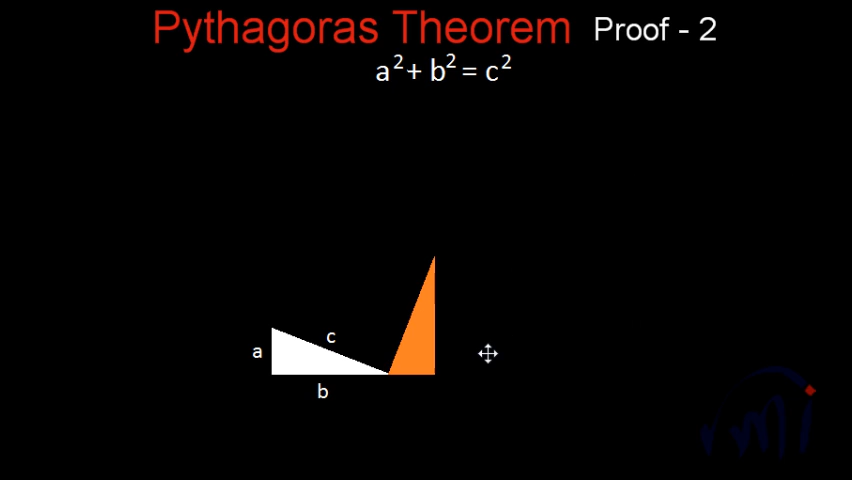 Pythagoras Theorem Proof - 2
a² + b² = c²
c
a
b